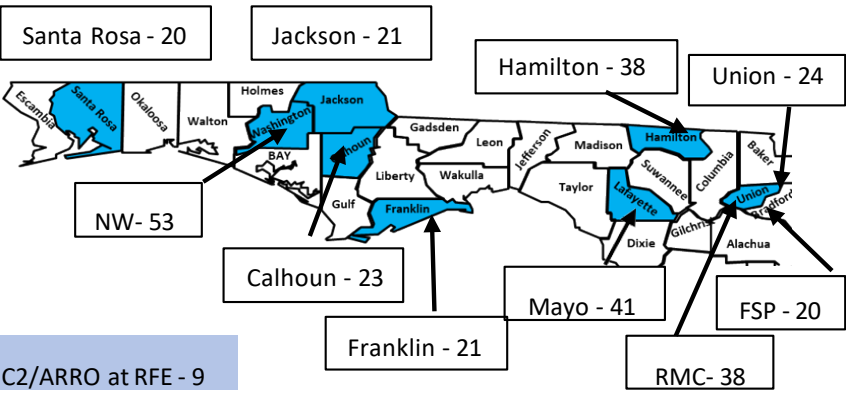 Santa Rosa - 20
Jackson - 21
Hamilton - 38
Union - 24
Escambia
Santa Rosa
Okaloosa
Walton
Holmes
Washington
BAY
Jackson
lhoun
Gulf
Liberty
Franklin
Gadsden
Leon
Wakulla
Jefferson
Madison
Taylor
Hamilton
Suwannee
Lafayette
Dixie
Columbia
Gilchris
Baker
Union
Bradford
Alachua
NW- 53
Calhoun - 23
Franklin - 21
Mayo - 41
FSP - 20
RMC- 38
C2/ARRO at RFE - 9